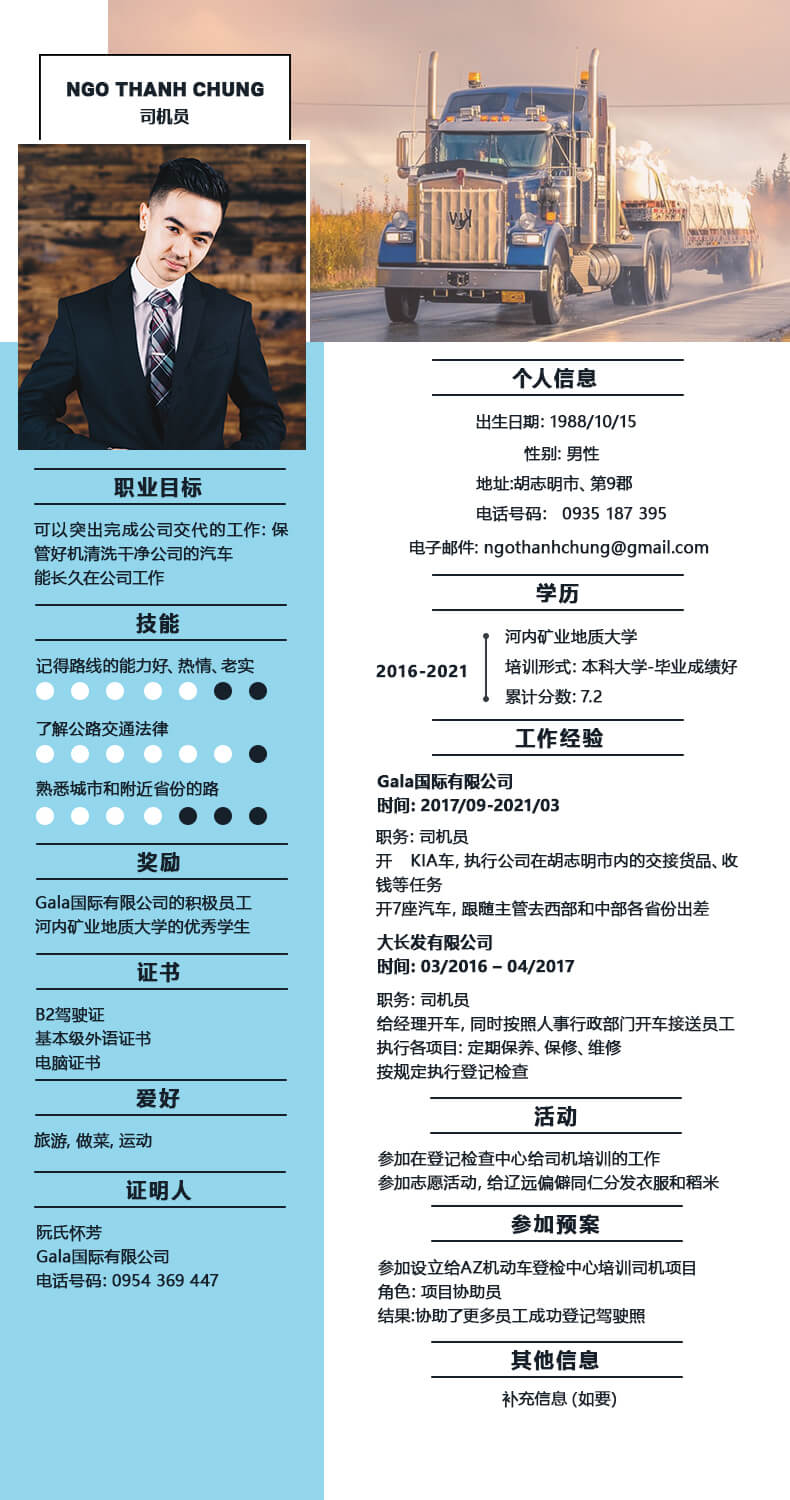 NGO THANH CHUNG
司机员
职业目标
可以突出完成公司交代的工作: 保
管好机清洗干净公司的汽车
能长久在公司工作
技能
记得路线的能力好、热情、老实
了解公路交通法律
熟悉城市和附近省份的路
奖励
Gala国际有限公司的积极员工
河内矿业地质大学的优秀学生
证书
B2驾驶证
基本级外语证书
电脑证书
爱好
旅游, 做菜, 运动
证明人
阮氏怀芳
Gala国际有限公司
电话号码: 0954 369 447
个人信息
出生日期: 1988/10/15
性别: 男性
地址:胡志明市、第9郡
电话号码: 0935 187 395
电子邮件: ngothanhchung@gmail.com
学历
2016-2021
河内矿业地质大学
培训形式: 本科大学-毕业成绩好
累计分数: 7.2
工作经验
Gala国际有限公司
时间: 2017/09-2021/03
职务: 司机员
开 KIA车, 执行公司在胡志明市内的交接货品、收
钱等任务
开7座汽车, 跟随主管去西部和中部各省份出差
大长发有限公司
时间: 03/2016 – 04/2017
职务: 司机员
给经理开车, 同时按照人事行政部门开车接送员工
执行各项目: 定期保养、保修、维修
按规定执行登记检查
活动
参加在登记检查中心给司机培训的工作
参加志愿活动, 给辽远偏僻同仁分发衣服和稻米
参加预案
参加设立给AZ机动车登检中心培训司机项目
角色: 项目协助员
结果:协助了更多员工成功登记驾驶照
其他信息
补充信息 (如要)